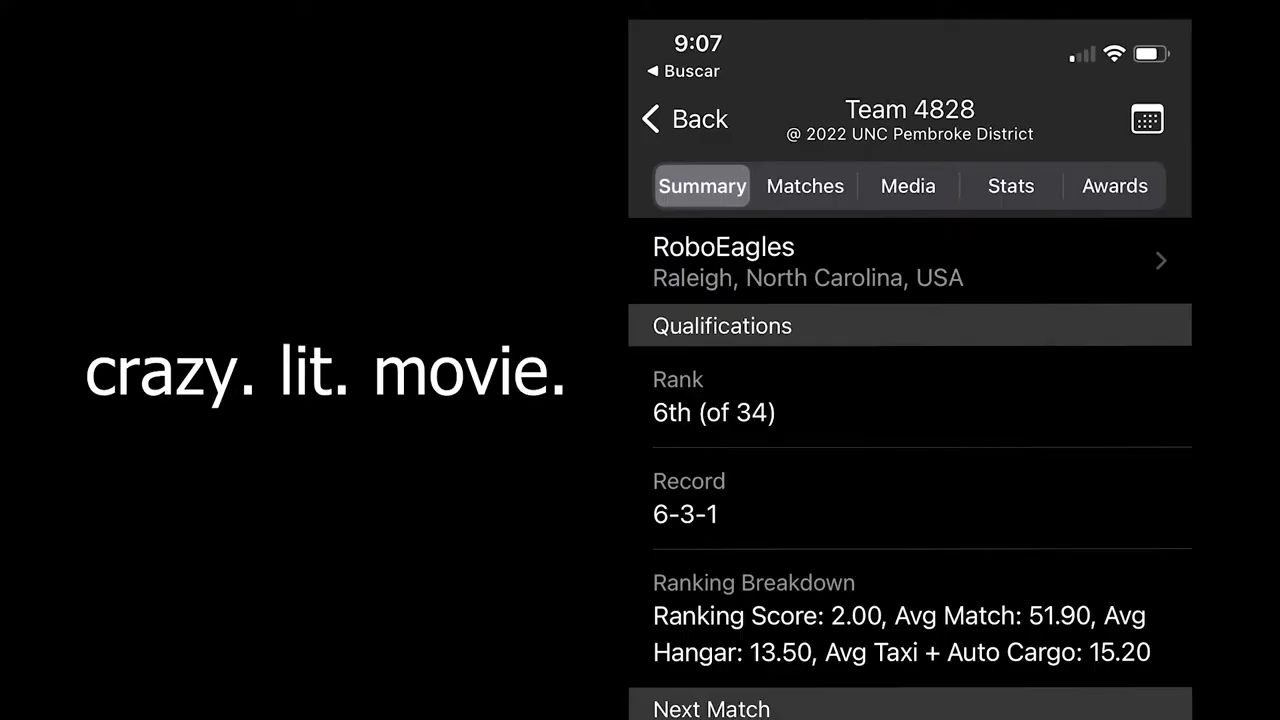 crazy. lit. movie.
9:07
◀ Buscar
Back
Team 4828
@ 2022 UNC Pembroke District
Summary Matches Media Stats Awards
RoboEagles
Raleigh, North Carolina, USA
Qualifications
Rank
6th (of 34)
Record
6-3-1
Ranking Breakdown
Ranking Score: 2.00, Avg Match: 51.90, Avg
Hangar: 13.50, Avg Taxi + Auto Cargo: 15.20
Next Match